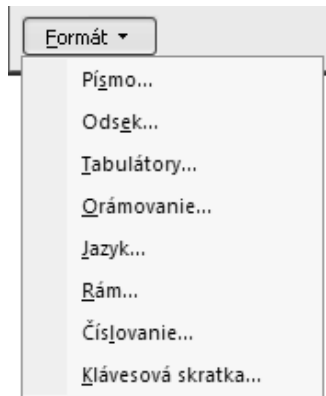 Formát
Písmo...
Odsek...
Tabulátory...
Orámovanie...
Jazyk...
Rám...
Číslovanie...
Klávesová skratka...